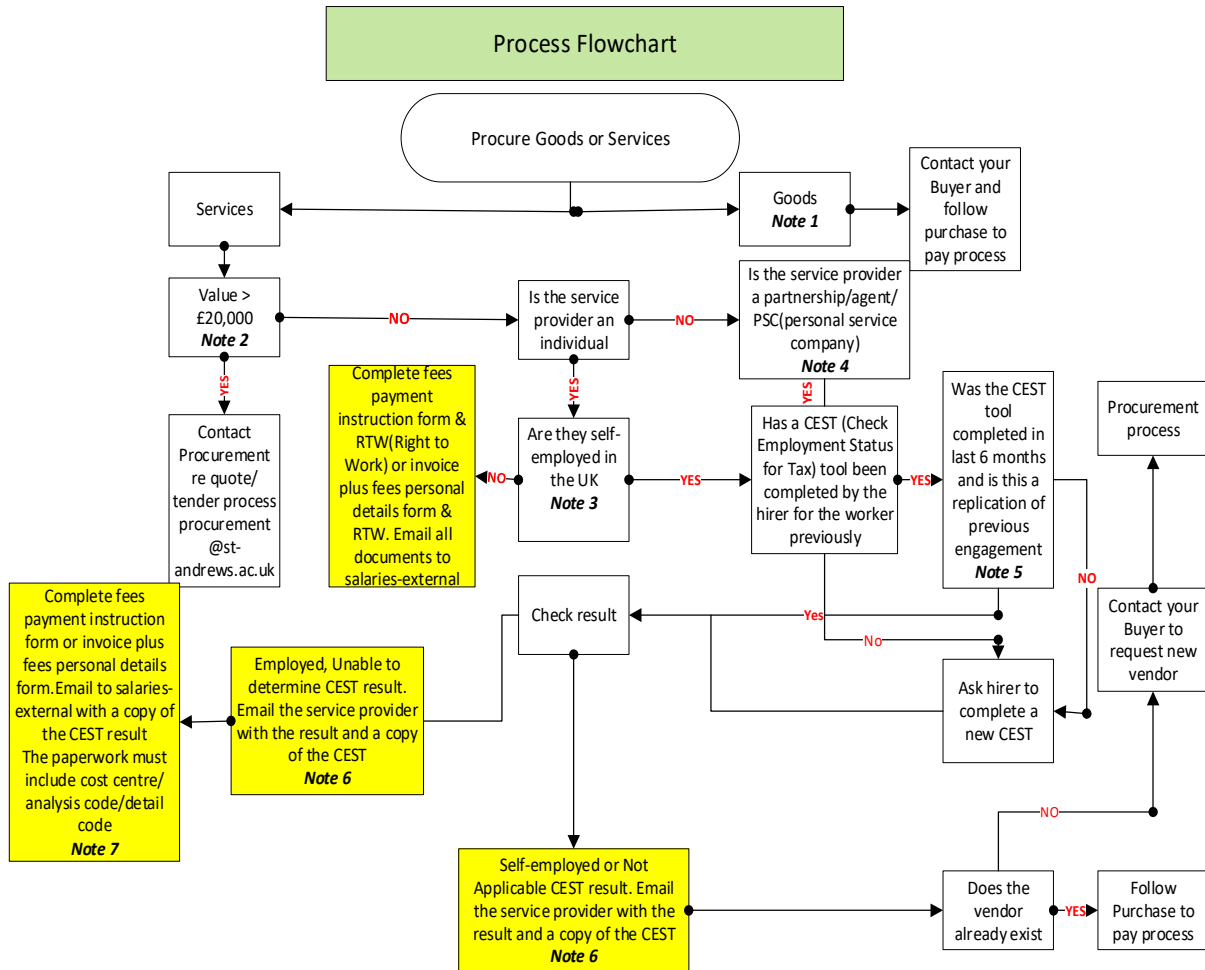 Process Flowchart
Procure Goods or Services
Services
Goods
Note 1
Contact your
Buyer and
follow
purchase to
pay process
Value >
£20,000
Note 2
NO
Is the service
provider an
individual
NO
Is the service provider
a partnership/agent/
PSC(personal service
company)
Note 4
YES
YES
YES
Contact
Procurement
re quote/
tender process
procurement
@st-
andrews.ac.uk
Complete fees
payment
instruction form &
RTW(Right to
Work) or invoice
plus fees personal
details form &
RTW. Email all
documents to
salaries-external
NO
Are they self-
employed in
the UK
Note 3
YES
Has a CEST (Check
Employment Status
for Tax) tool been
completed by the
hirer for the worker
previously
YES
Was the CEST
tool
completed in
last 6 months
and is this a
replication of
previous
engagement
Note 5
NO
Procurement
process
Contact your
Buyer to
request new
vendor
Complete fees
payment instruction
form or invoice plus
fees personal details
form.Email to salaries-
external with a copy of
the CEST result
The paperwork must
include cost centre/
analysis code/detail
code
Note 7
Employed, Unable to
determine CEST result.
Email the service provider
with the result and a copy
of the CEST
Note 6
Check result
Yes
No
Ask hirer to
complete a
new CEST
NO
Self-employed or Not
Applicable CEST result. Email
the service provider with the
result and a copy of the CEST
Note 6
Does the
vendor
already exist
YES
Follow
Purchase to
pay process